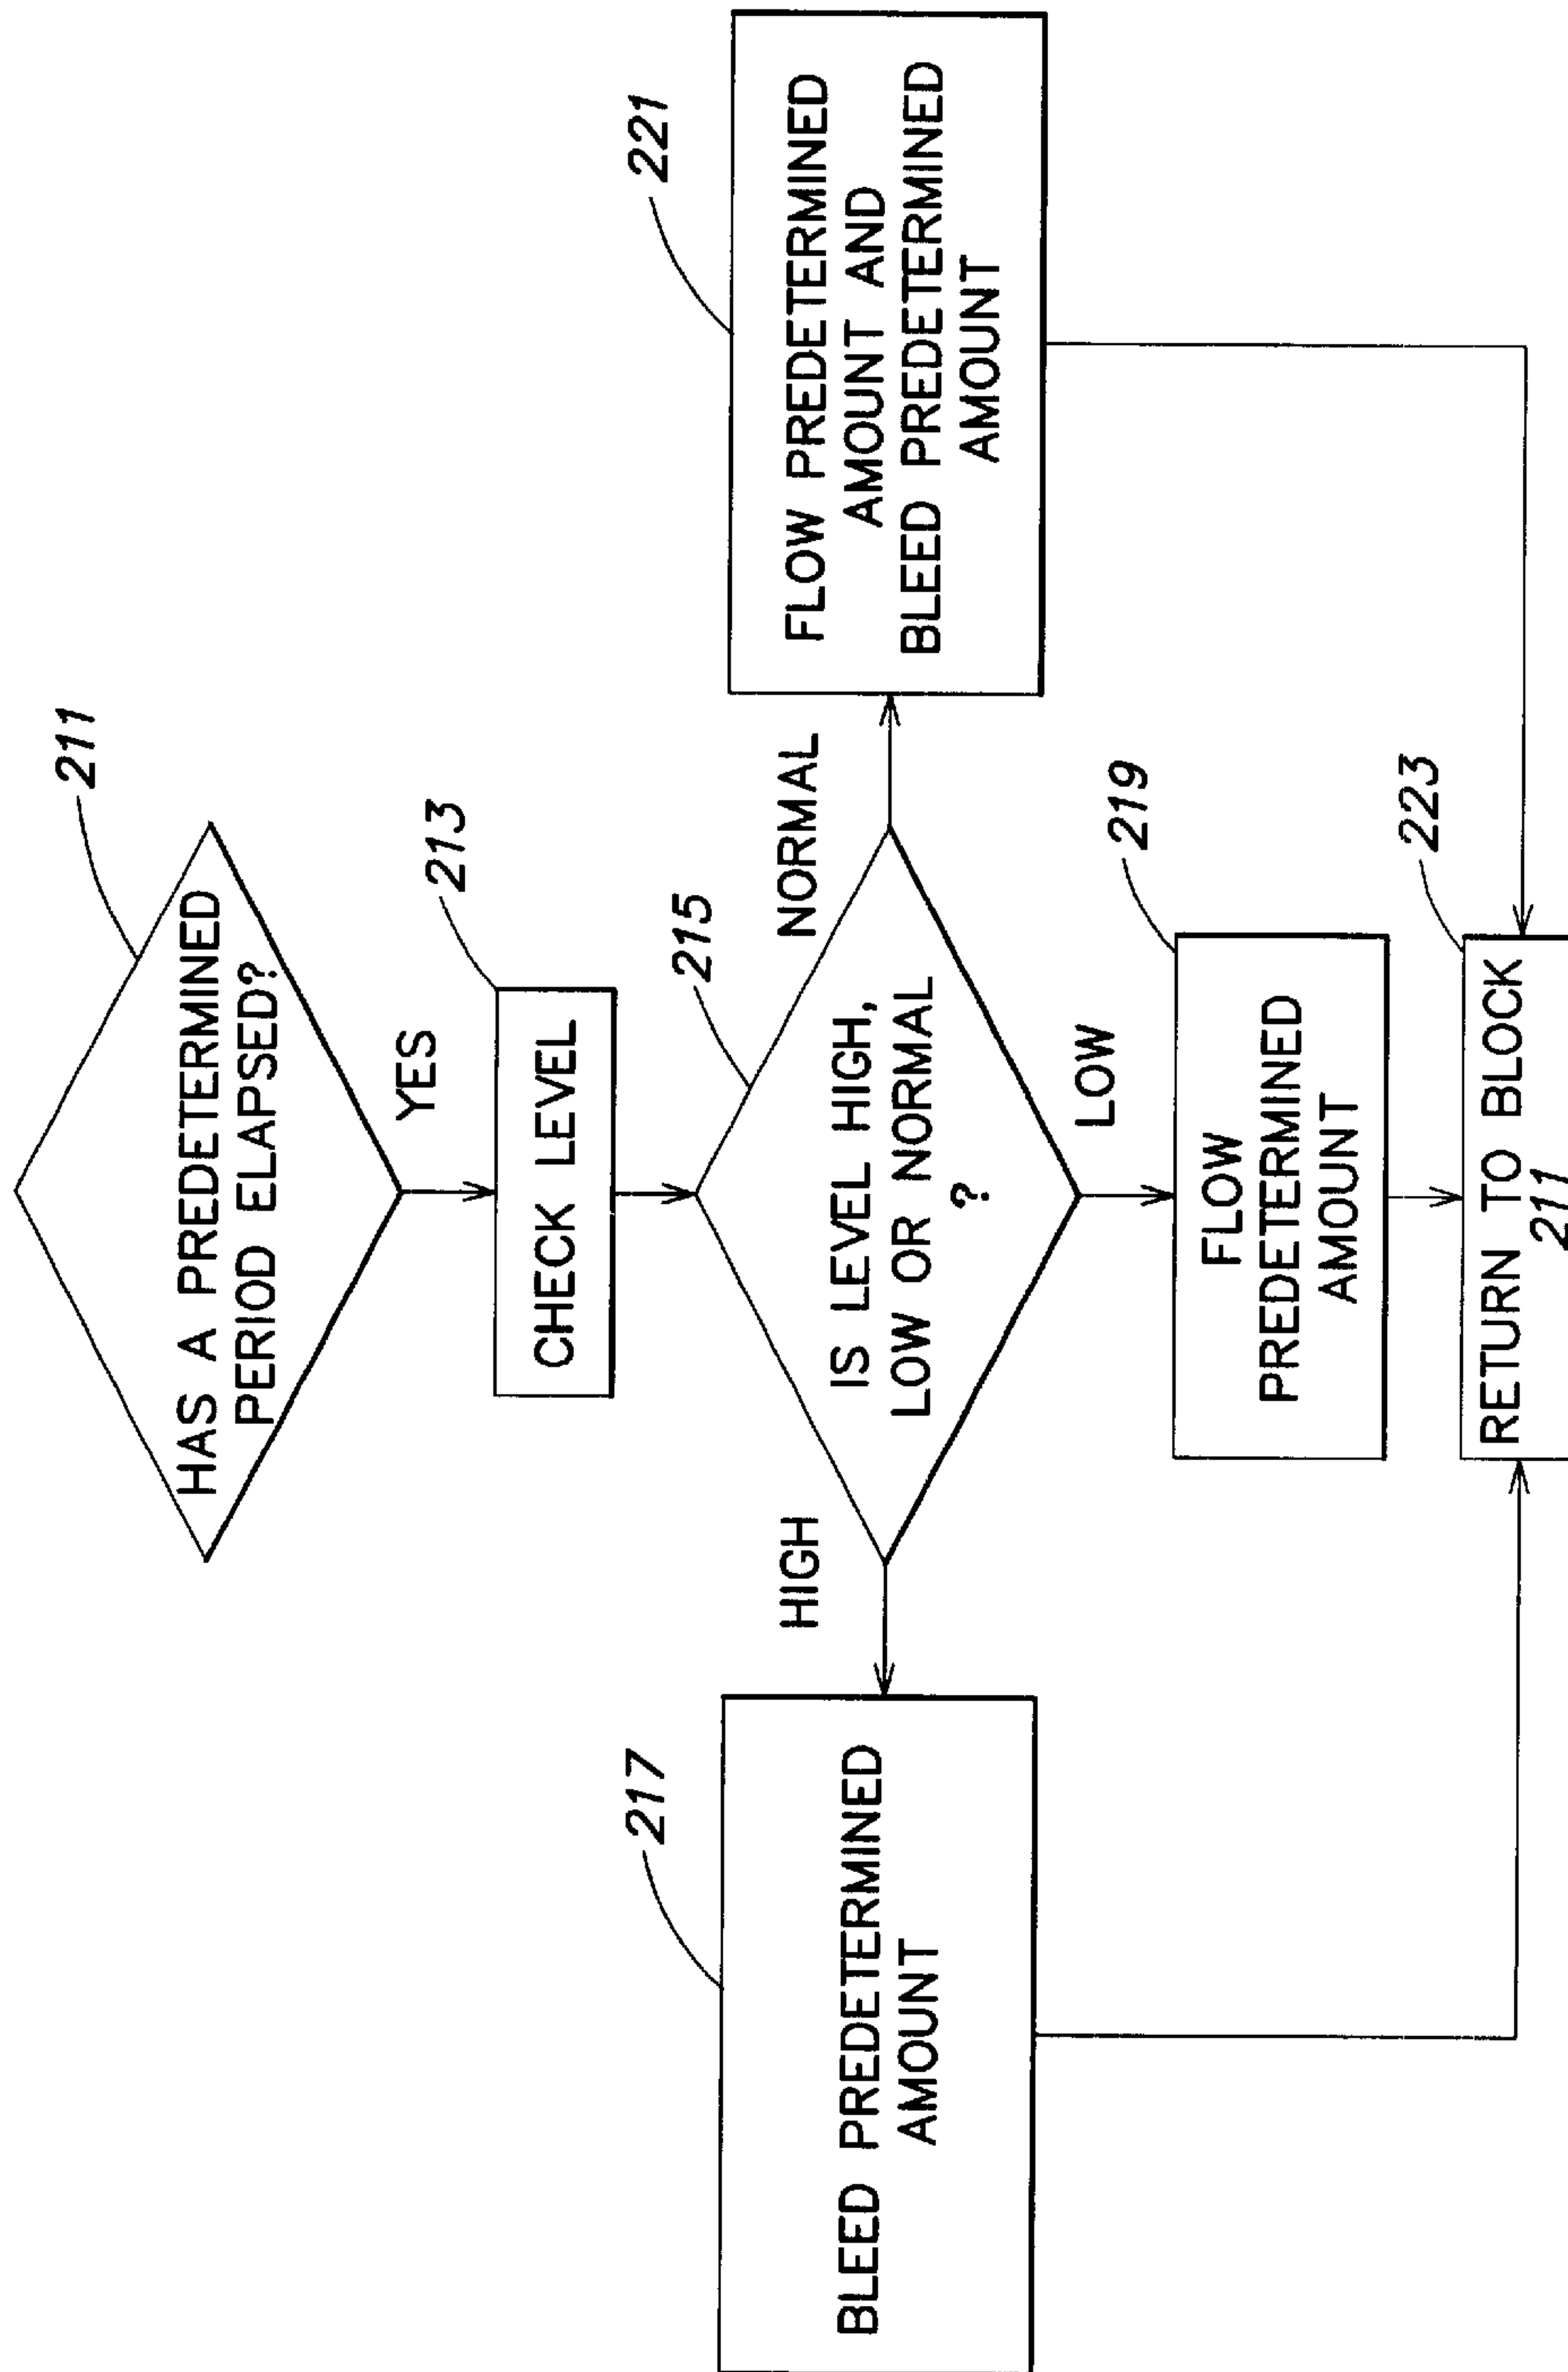 211
HAS A PREDETERMINED
PERIOD ELAPSED?
YES
213
CHECK LEVEL
215
IS LEVEL HIGH,
LOW OR NORMAL
?
HIGH
NORMAL
LOW
217
BLEED PREDETERMINED
AMOUNT
221
FLOW PREDETERMINED
AMOUNT AND
BLEED PREDETERMINED
AMOUNT
219
FLOW
PREDETERMINED
AMOUNT
223
RETURN TO BLOCK
211